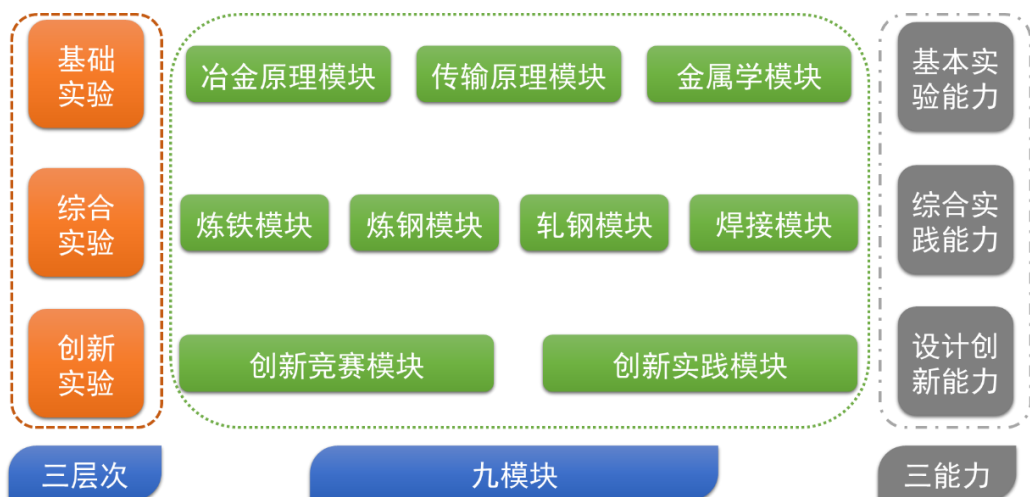 基础
实验
冶金原理模块
传输原理模块
金属学模块
基本实
验能力
综合
实验
炼铁模块
炼钢模块
轧钢模块
焊接模块
综合实
践能力
创新
实验
创新竞赛模块
创新实践模块
设计创
新能力
三层次
九模块
三能力